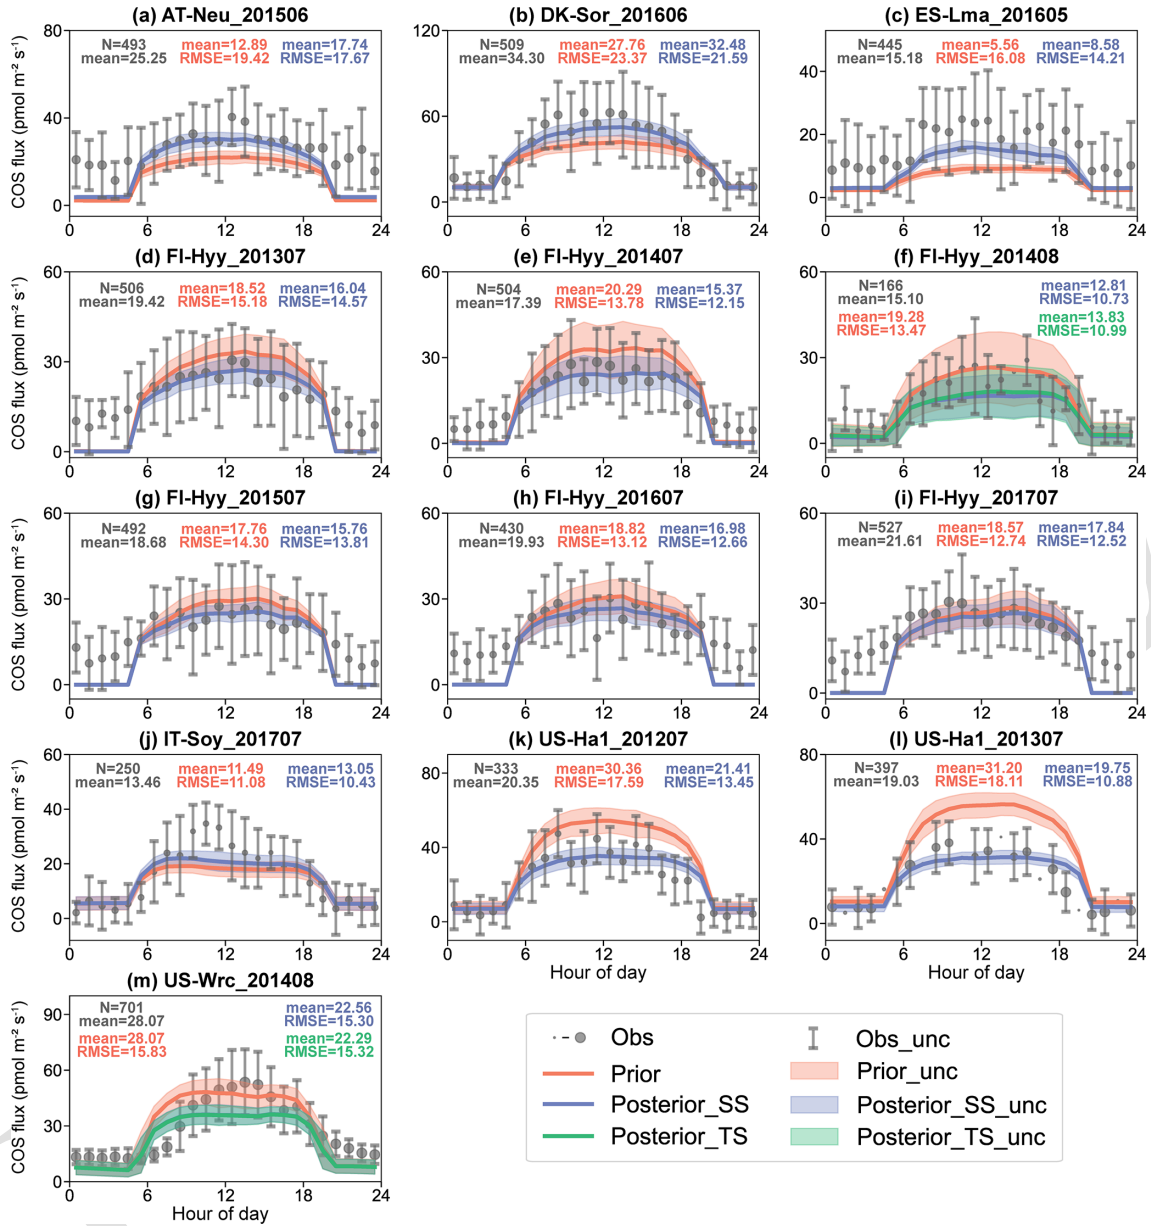 (a) AT-Neu_201506
N=493
mean=25.25
mean=12.89
RMSE=19.42
mean=17.74
RMSE=17.67
COS flux (pmol m⁻² s⁻¹)
80
40
0
0 6 12 18 24
(b) DK-Sor_201606
N=509
mean=34.30
mean=27.76
RMSE=23.37
mean=32.48
RMSE=21.59
120
60
0
0 6 12 18 24
(c) ES-Lma_201605
N=445
mean=15.18
mean=5.56
RMSE=16.08
mean=8.58
RMSE=14.21
40
20
0
0 6 12 18 24
(d) FI-Hyy_201307
N=506
mean=19.42
mean=18.52
RMSE=15.18
mean=16.04
RMSE=14.57
COS flux (pmol m⁻² s⁻¹)
60
30
0
0 6 12 18 24
(e) FI-Hyy_201407
N=504
mean=17.39
mean=20.29
RMSE=13.78
mean=15.37
RMSE=12.15
60
30
0
0 6 12 18 24
(f) FI-Hyy_201408
N=166
mean=15.10
mean=19.28
RMSE=13.47
mean=12.81
RMSE=10.73
mean=13.83
RMSE=10.99
60
30
0
0 6 12 18 24
(g) FI-Hyy_201507
N=492
mean=18.68
mean=17.76
RMSE=14.30
mean=15.76
RMSE=13.81
COS flux (pmol m⁻² s⁻¹)
60
30
0
0 6 12 18 24
(h) FI-Hyy_201607
N=430
mean=19.93
mean=18.82
RMSE=13.12
mean=16.98
RMSE=12.66
60
30
0
0 6 12 18 24
(i) FI-Hyy_201707
N=527
mean=21.61
mean=18.57
RMSE=12.74
mean=17.84
RMSE=12.52
60
30
0
0 6 12 18 24
(j) IT-Soy_201707
N=250
mean=13.46
mean=11.49
RMSE=11.08
mean=13.05
RMSE=10.43
COS flux (pmol m⁻² s⁻¹)
60
40
20
0
0 6 12 18 24
(k) US-Ha1_201207
N=333
mean=20.35
mean=30.36
RMSE=17.59
mean=21.41
RMSE=13.45
80
40
0
0 6 12 18 24
Hour of day
(l) US-Ha1_201307
N=397
mean=19.03
mean=31.20
RMSE=18.11
mean=19.75
RMSE=10.88
80
40
0
0 6 12 18 24
Hour of day
(m) US-Wrc_201408
N=701
mean=28.07
mean=28.07
RMSE=15.83
mean=22.56
RMSE=15.30
mean=22.29
RMSE=15.32
COS flux (pmol m⁻² s⁻¹)
90
60
30
0
0 6 12 18 24
Hour of day
Obs
Prior
Posterior_SS
Posterior_TS
Obs_unc
Prior_unc
Posterior_SS_unc
Posterior_TS_unc